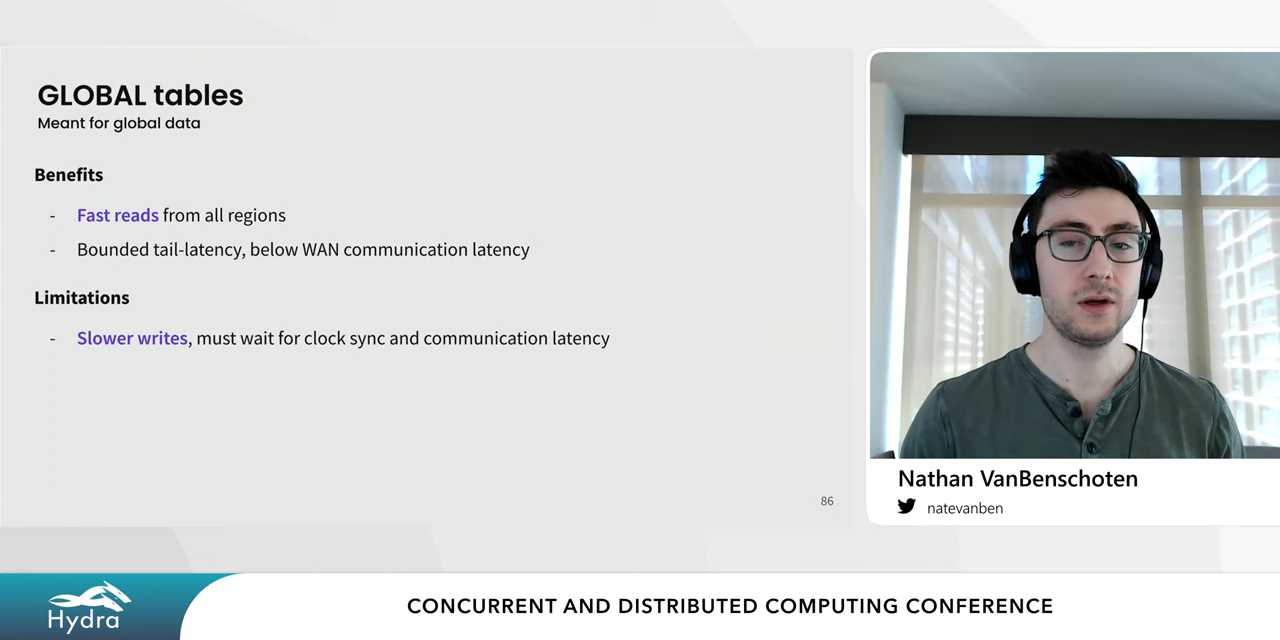 GLOBAL tables
Meant for global data
Benefits
- Fast reads from all regions
- Bounded tail-latency, below WAN communication latency
Limitations
- Slower writes, must wait for clock sync and communication latency
86
Nathan VanBenschoten
natevanben
Hydra
CONCURRENT AND DISTRIBUTED COMPUTING CONFERENCE